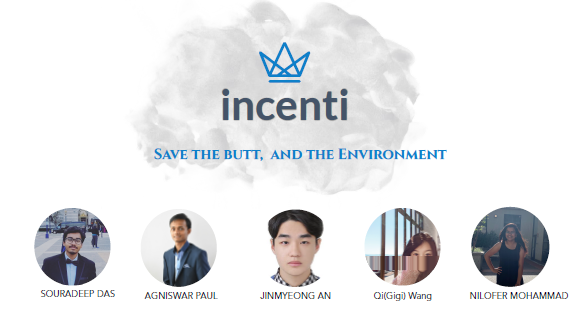 incenti
Save the butt, and the Environment
SOURADEEP DAS
AGNISWAR PAUL
JINMYEONG AN
Qi(Gigi) Wang
NILOFER MOHAMMAD